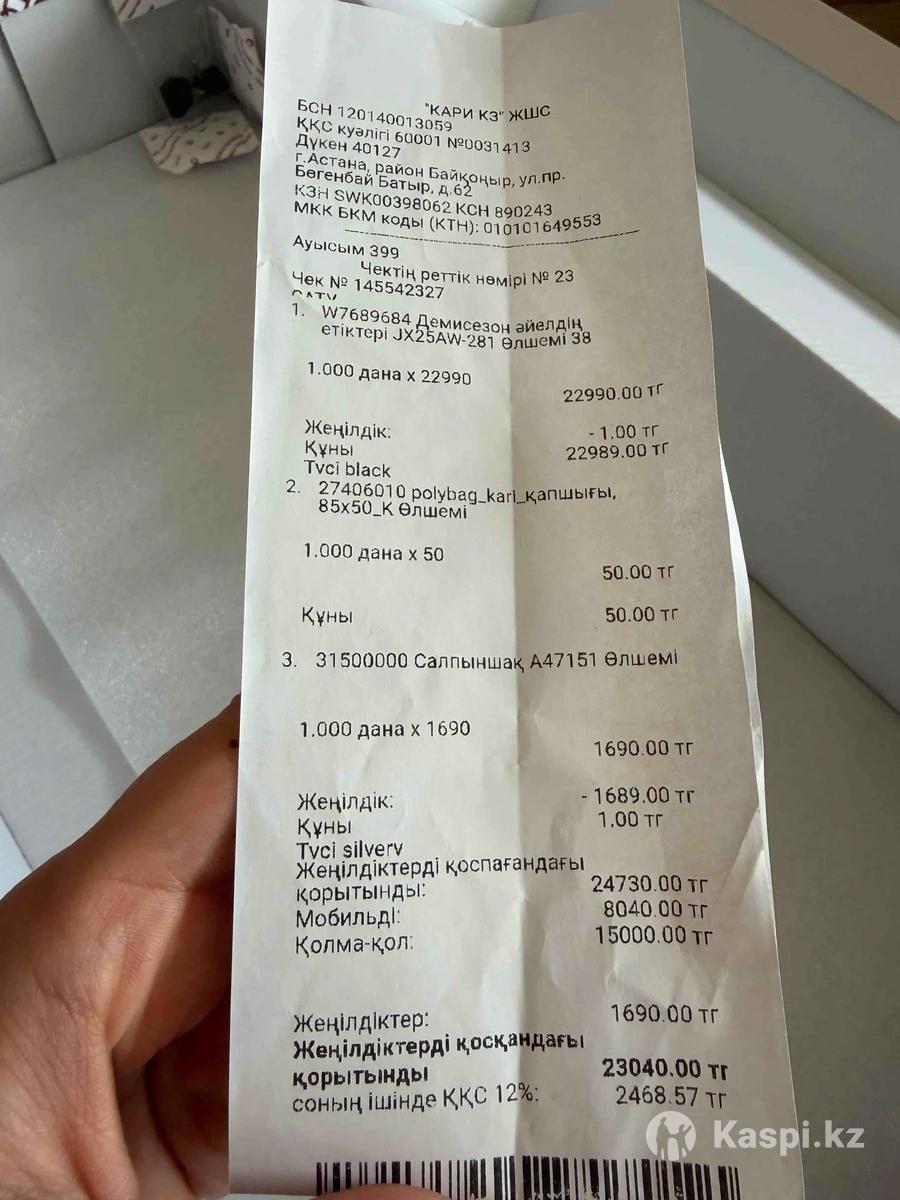 "КАРИ КЗ" ЖШС
БСН 120140013059
ҚҚС куәлігі 60001 №0031413
Дүкен 40127
г.Астана, район Байқоңыр, ул.пр.
Бөгенбай Батыр, д.62
КЗН SWK00398062 КСН 890243
МКК БКМ коды (КТН): 010101649553
Ауысым 399
Чектің реттік нөмірі № 23
Чек № 145542327
САТУ
1. W7689684 Демисезон әйелдің
етіктері JX25AW-281 Өлшемі 38
1.000 дана x 22990
22990.00 тг
Жеңілдік: - 1.00 тг
Құны 22989.00 тг
Түсі black
2. 27406010 polybag_kari_қапшығы,
85x50_K Өлшемі
1.000 дана x 50
50.00 тг
Құны 50.00 тг
3. 31500000 Салпыншақ A47151 Өлшемі
1.000 дана x 1690
1690.00 тг
Жеңілдік: - 1689.00 тг
Құны 1.00 тг
Түсі silverv
Жеңілдіктерді қоспағандағы
қорытынды: 24730.00 тг
Мобильді: 8040.00 тг
Қолма-қол: 15000.00 тг
Жеңілдіктер: 1690.00 тг
Жеңілдіктерді қосқандағы
қорытынды 23040.00 тг
соның ішінде ҚҚС 12%: 2468.57 тг
Kaspi.kz